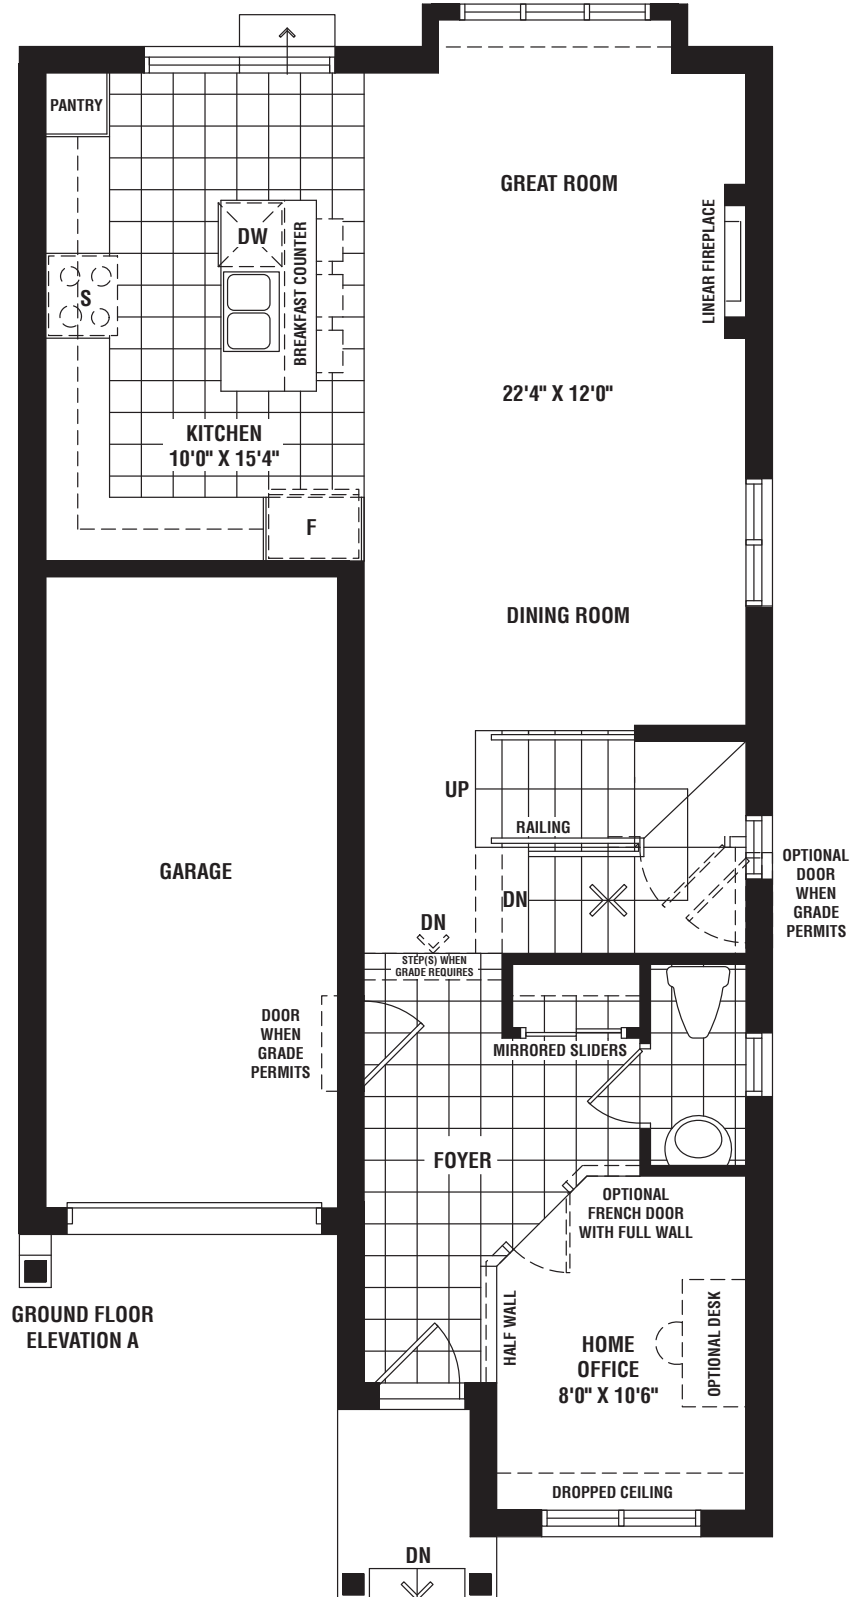 PANTRY
GREAT ROOM
DW
BREAKFAST COUNTER
LINEAR FIREPLACE
S
22'4" X 12'0"
KITCHEN
10'0" X 15'4"
F
DINING ROOM
UP
RAILING
GARAGE
OPTIONAL
DOOR
WHEN
GRADE
PERMITS
DN
DN
STEP(S) WHEN
GRADE REQUIRES
DOOR
WHEN
GRADE
PERMITS
MIRRORED SLIDERS
FOYER
OPTIONAL
FRENCH DOOR
WITH FULL WALL
GROUND FLOOR
ELEVATION A
HALF WALL
HOME
OFFICE
8'0" X 10'6"
OPTIONAL DESK
DROPPED CEILING
DN